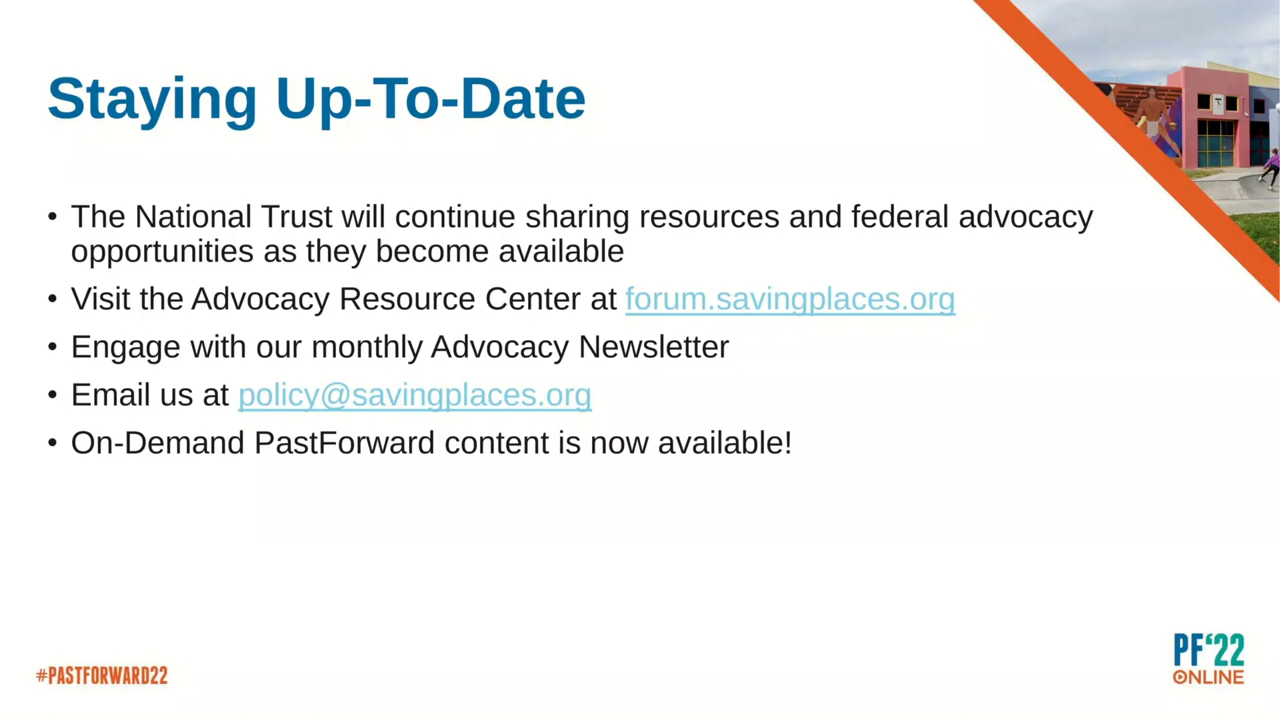 Staying Up-To-Date
• The National Trust will continue sharing resources and federal advocacy
opportunities as they become available
• Visit the Advocacy Resource Center at forum.savingplaces.org
• Engage with our monthly Advocacy Newsletter
• Email us at policy@savingplaces.org
• On-Demand PastForward content is now available!
#PASTFORWARD22
PF‘22
ONLINE